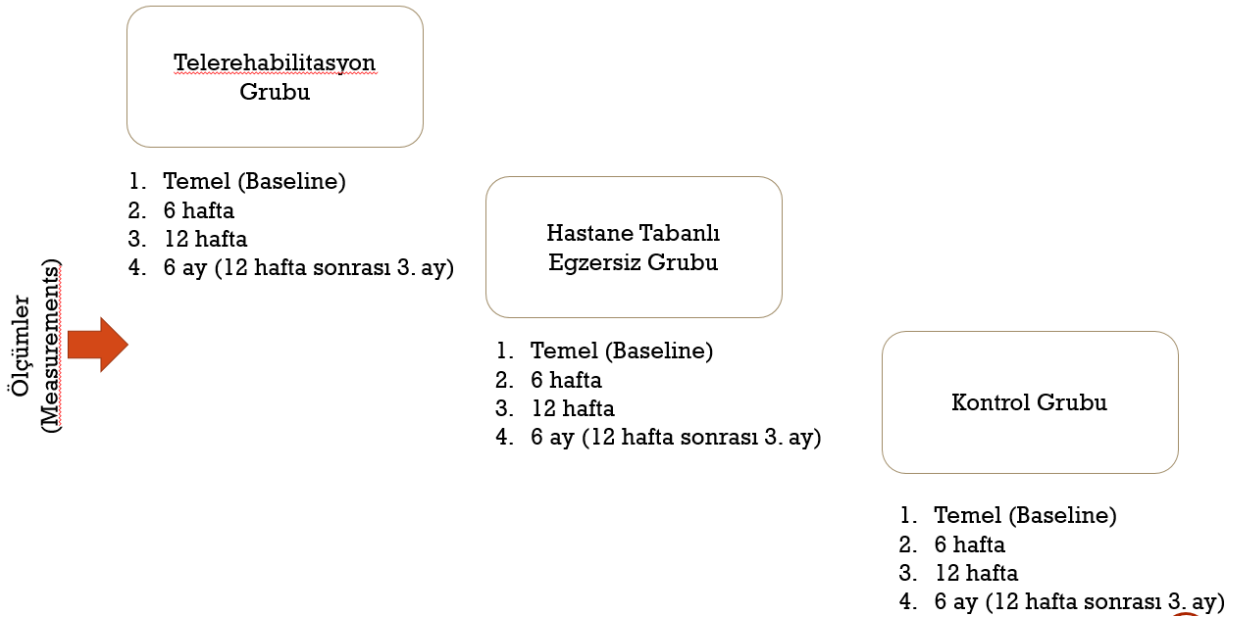 Telerehabilitasyon
Grubu
1. Temel (Baseline)
2. 6 hafta
3. 12 hafta
4. 6 ay (12 hafta sonrası 3. ay)
Ölçümler
(Measurements)
Hastane Tabanlı
Egzersiz Grubu
1. Temel (Baseline)
2. 6 hafta
3. 12 hafta
4. 6 ay (12 hafta sonrası 3. ay)
Kontrol Grubu
1. Temel (Baseline)
2. 6 hafta
3. 12 hafta
4. 6 ay (12 hafta sonrası 3. ay)